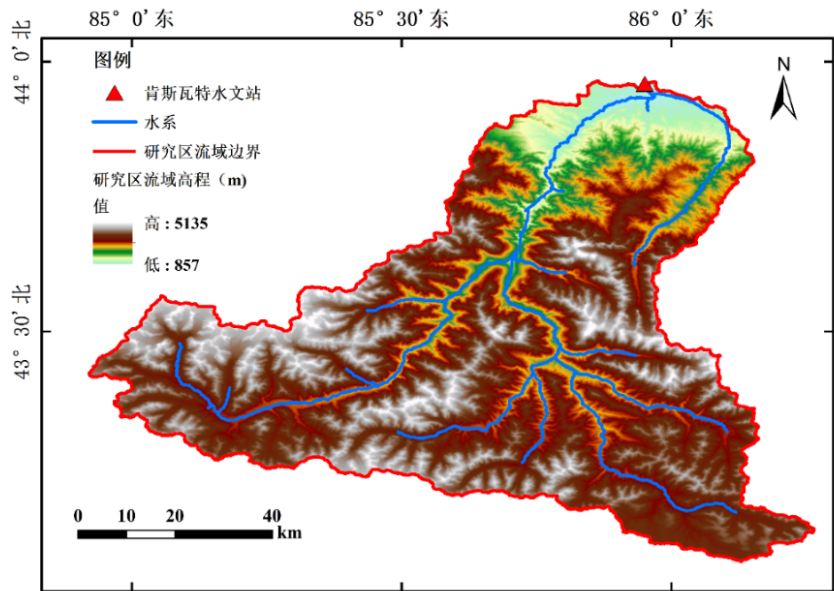 85° 0′东 85° 30′东 86° 0′东
44° 0′北
43° 30′北
图例
肯斯瓦特水文站
水系
研究区流域边界
研究区流域高程（m)
值
高：5135
低：857
N
0 10 20 40
km